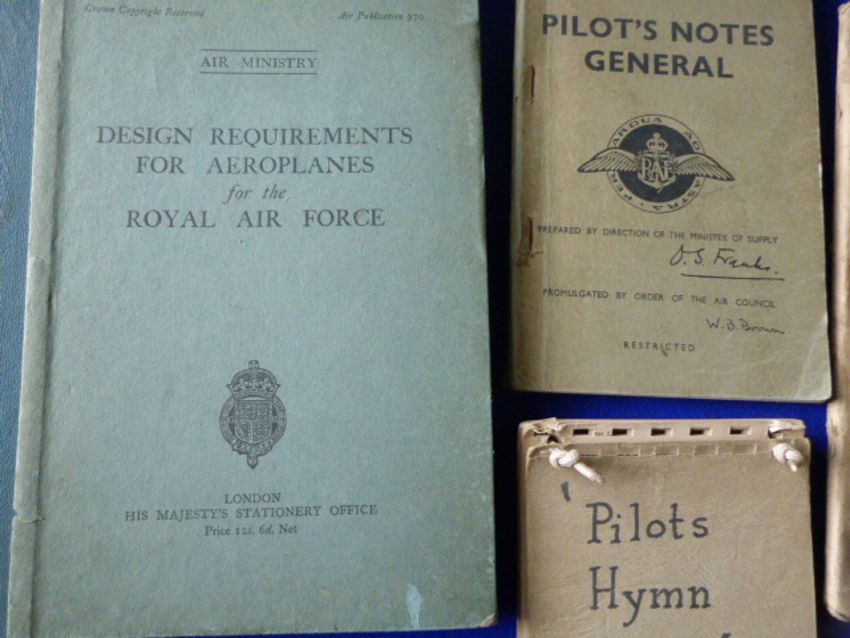 Crown Copyright Reserved
Air Publication 970
AIR MINISTRY
DESIGN REQUIREMENTS
FOR AEROPLANES
for the
ROYAL AIR FORCE
LONDON
HIS MAJESTY'S STATIONERY OFFICE
Price 12s. 6d. Net
PILOT'S NOTES
GENERAL
PER ARDUA AD ASTRA
RAF
PREPARED BY DIRECTION OF THE MINISTER OF SUPPLY
O. S. Franks.
PROMULGATED BY ORDER OF THE AIR COUNCIL
W. B. Brown
RESTRICTED
'Pilots
Hymn